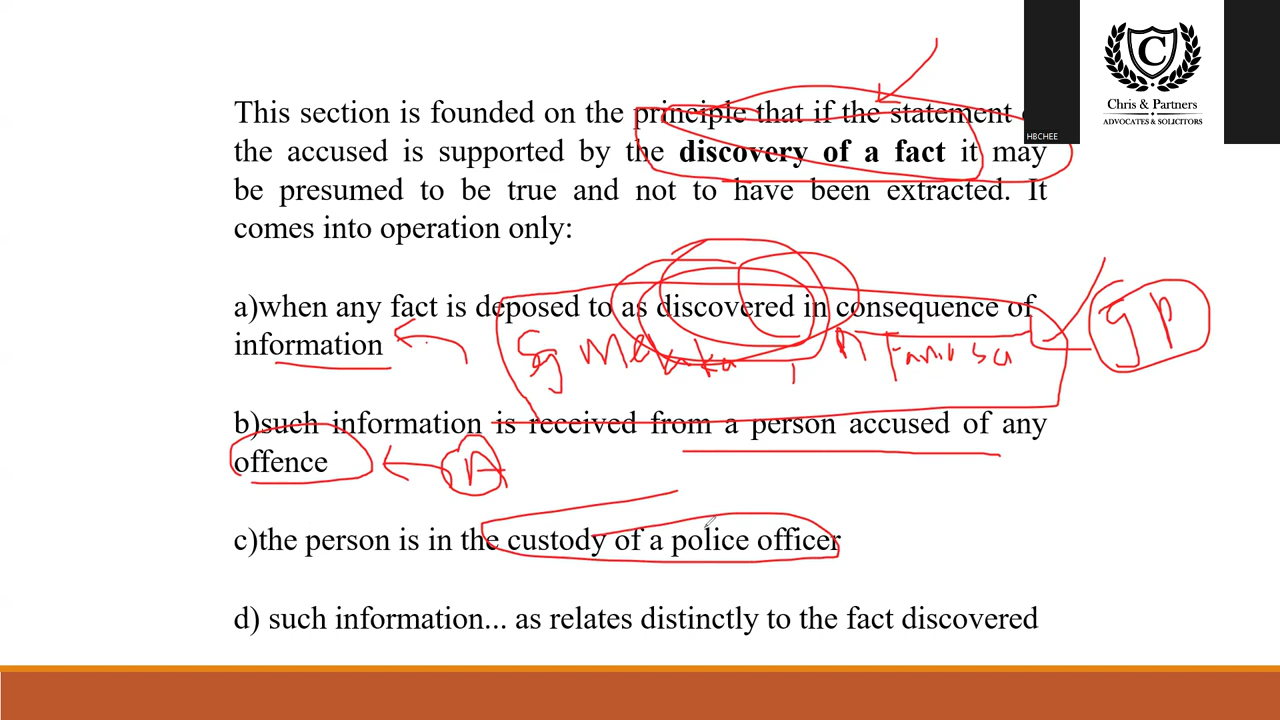 C
Chris & Partners
ADVOCATES & SOLICITORS
HBCHEE
This section is founded on the principle that if the statement
the accused is supported by the discovery of a fact it may
be presumed to be true and not to have been extracted. It
comes into operation only:
a)when any fact is deposed to as discovered in consequence of
information
Sg Melaka, A Famosa
b)such information is received from a person accused of any
offence
A
c)the person is in the custody of a police officer
d) such information... as relates distinctly to the fact discovered